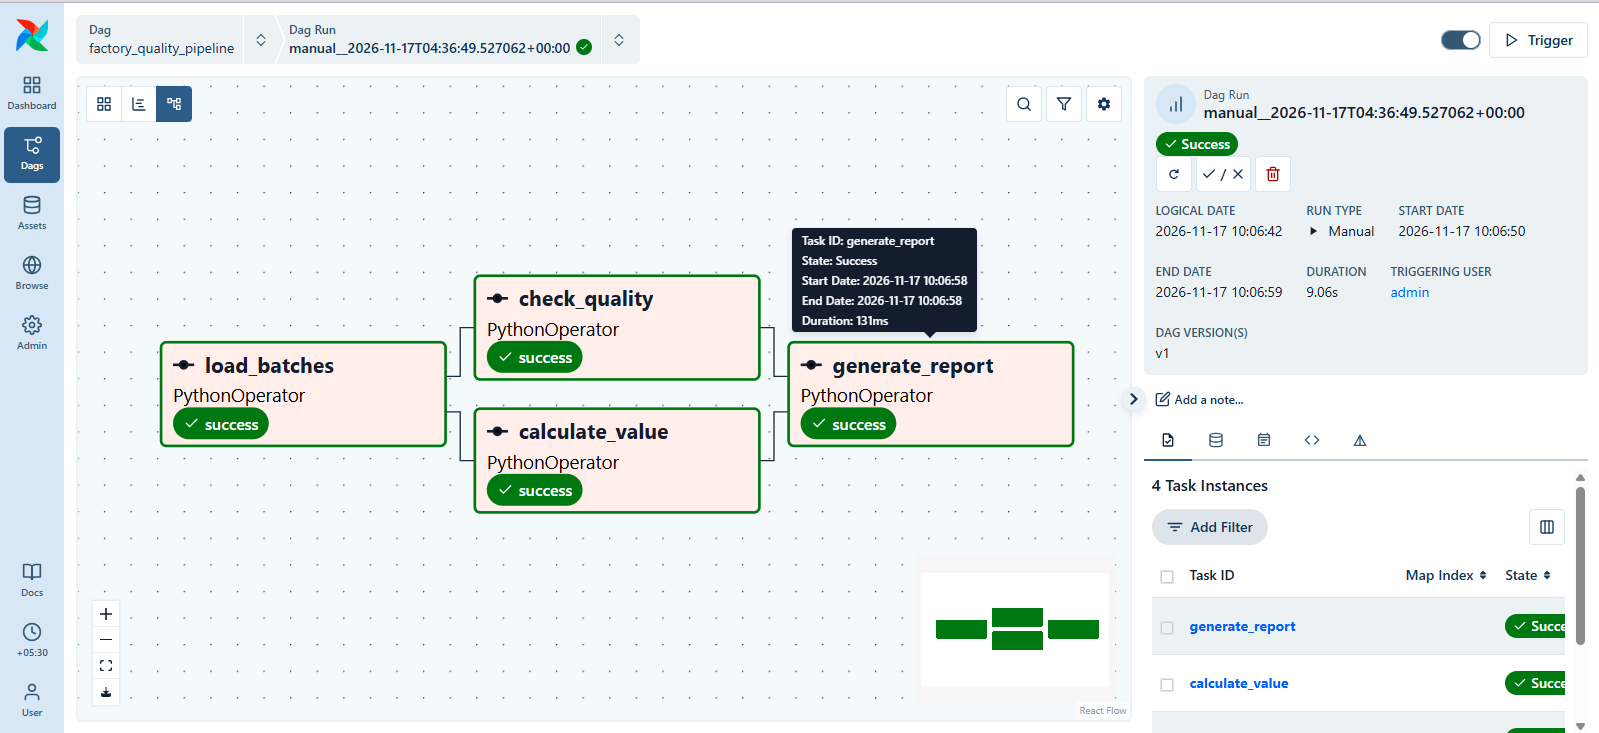 Dag
factory_quality_pipeline
Dag Run
manual__2026-11-17T04:36:49.527062+00:00
Trigger
Dashboard
Dags
Assets
Browse
Admin
Docs
+05:30
User
Task ID: generate_report
State: Success
Start Date: 2026-11-17 10:06:58
End Date: 2026-11-17 10:06:58
Duration: 131ms
load_batches
PythonOperator
success
check_quality
PythonOperator
success
calculate_value
PythonOperator
success
generate_report
PythonOperator
success
React Flow
Dag Run
manual__2026-11-17T04:36:49.527062+00:00
Success
/
LOGICAL DATE RUN TYPE START DATE
2026-11-17 10:06:42 Manual 2026-11-17 10:06:50
END DATE DURATION TRIGGERING USER
2026-11-17 10:06:59 9.06s admin
DAG VERSION(S)
v1
Add a note...
4 Task Instances
Add Filter
Task ID Map Index State
generate_report Succe
calculate_value Succe